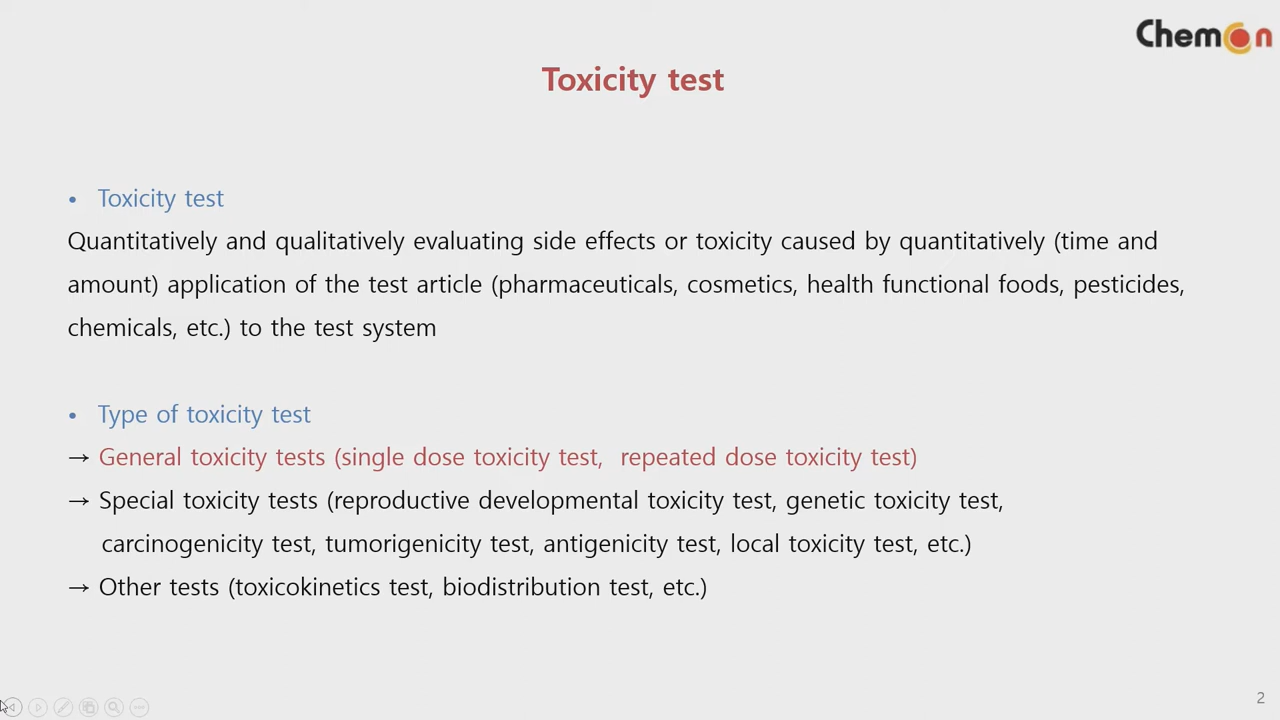 ChemOn
Toxicity test
• Toxicity test
Quantitatively and qualitatively evaluating side effects or toxicity caused by quantitatively (time and
amount) application of the test article (pharmaceuticals, cosmetics, health functional foods, pesticides,
chemicals, etc.) to the test system
• Type of toxicity test
→ General toxicity tests (single dose toxicity test, repeated dose toxicity test)
→ Special toxicity tests (reproductive developmental toxicity test, genetic toxicity test,
carcinogenicity test, tumorigenicity test, antigenicity test, local toxicity test, etc.)
→ Other tests (toxicokinetics test, biodistribution test, etc.)
2